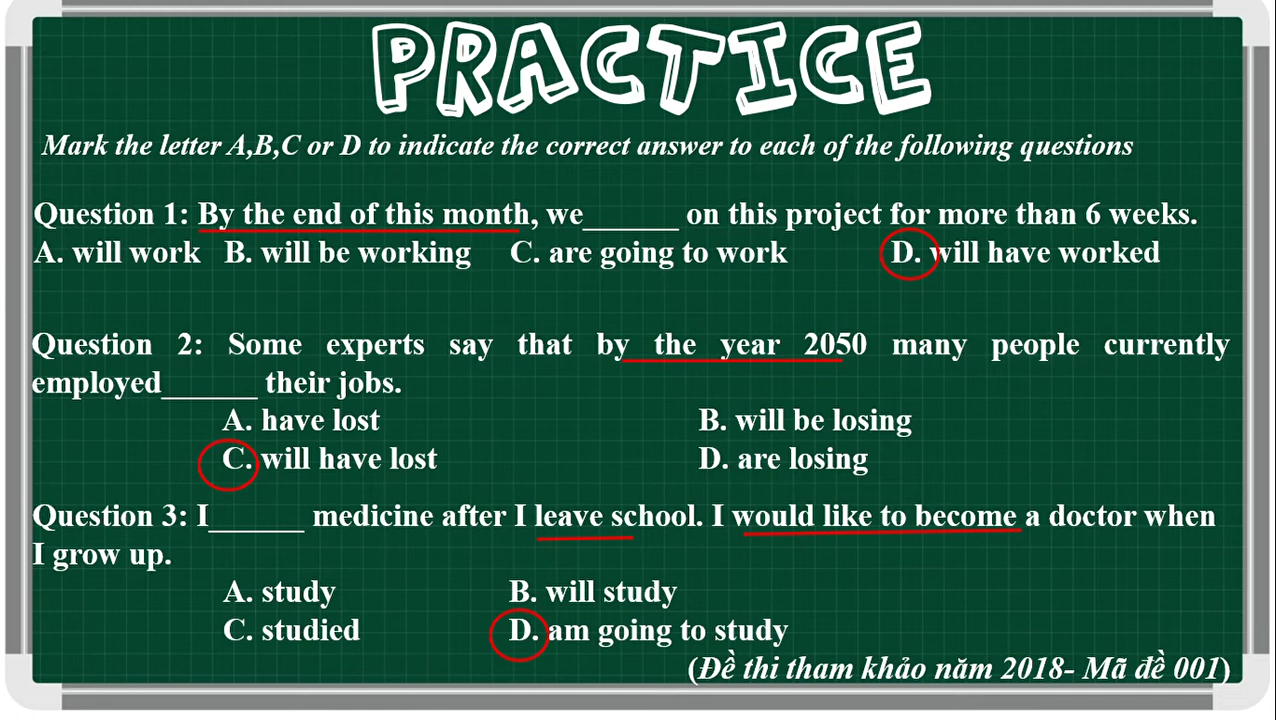 PRACTICE
Mark the letter A,B,C or D to indicate the correct answer to each of the following questions
Question 1: By the end of this month, we______ on this project for more than 6 weeks.
A. will work B. will be working C. are going to work D. will have worked
Question 2: Some experts say that by the year 2050 many people currently
employed______ their jobs.
A. have lost B. will be losing
C. will have lost D. are losing
Question 3: I______ medicine after I leave school. I would like to become a doctor when
I grow up.
A. study B. will study
C. studied D. am going to study
(Đề thi tham khảo năm 2018- Mã đề 001)